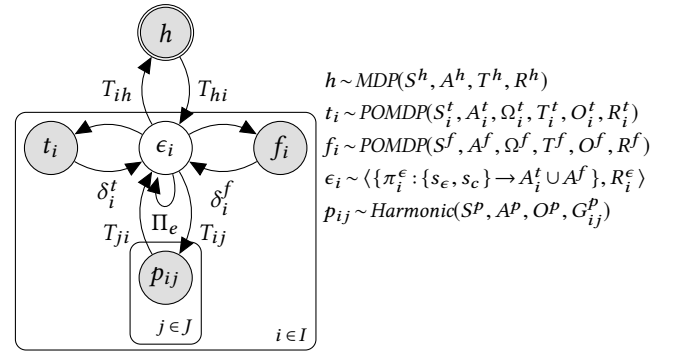 h
T_ih T_hi
h ~ MDP(S^h, A^h, T^h, R^h)
t_i ~ POMDP(S_i^t, A_i^t, Ω_i^t, T_i^t, O_i^t, R_i^t)
t_i ϵ_i f_i
f_i ~ POMDP(S^f, A^f, Ω^f, T^f, O^f, R^f)
δ_i^t δ_i^f
ϵ_i ~ ⟨{π_i^ϵ : {s_ϵ, s_c} → A_i^t ∪ A^f}, R_i^ϵ⟩
Π_e
T_ji T_ij
p_ij ~ Harmonic(S^p, A^p, O^p, G_ij^p)
p_ij
j ∈ J
i ∈ I